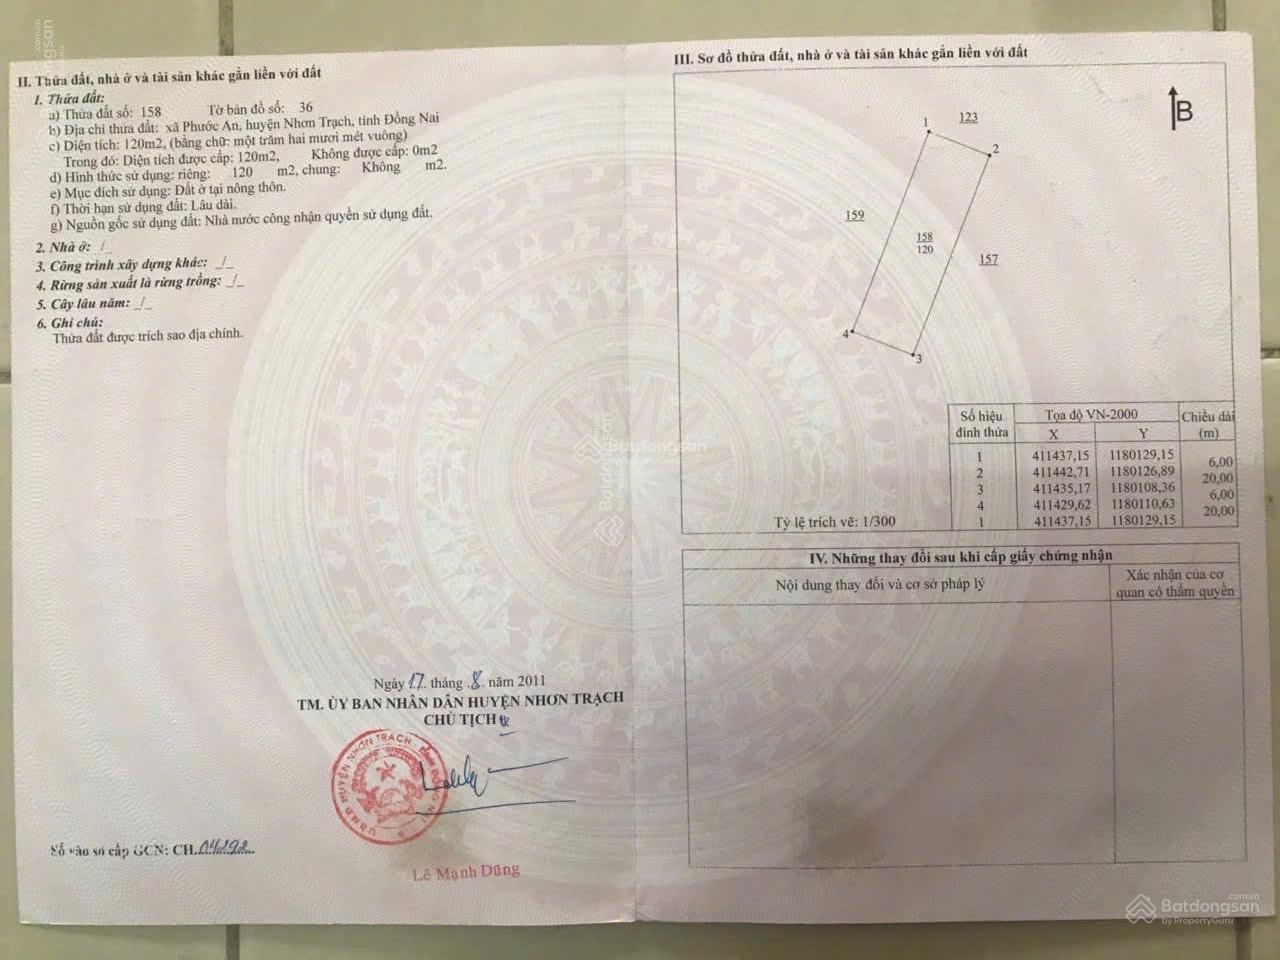 II. Thửa đất, nhà ở và tài sản khác gắn liền với đất
1. Thửa đất:
a) Thửa đất số: 158 Tờ bản đồ số: 36
b) Địa chỉ thửa đất: xã Phước An, huyện Nhơn Trạch, tỉnh Đồng Nai
c) Diện tích: 120m2, (bằng chữ: một trăm hai mươi mét vuông)
Trong đó: Diện tích được cấp: 120m2, Không được cấp: 0m2
d) Hình thức sử dụng: riêng: 120 m2, chung: Không m2.
e) Mục đích sử dụng: Đất ở tại nông thôn.
f) Thời hạn sử dụng đất: Lâu dài.
g) Nguồn gốc sử dụng đất: Nhà nước công nhận quyền sử dụng đất.
2. Nhà ở: _/_
3. Công trình xây dựng khác: _/_
4. Rừng sản xuất là rừng trồng: _/_
5. Cây lâu năm: _/_
6. Ghi chú:
Thửa đất được trích sao địa chính.
Ngày 17 tháng 8 năm 2011
TM. ỦY BAN NHÂN DÂN HUYỆN NHƠN TRẠCH
CHỦ TỊCH
Lê Mạnh Dũng
Số vào sổ cấp GCN: CH.04292
III. Sơ đồ thửa đất, nhà ở và tài sản khác gắn liền với đất
B
1 123
2
159
158
120
157
4
3
Số hiệu đỉnh thửa Tọa độ VN-2000 Chiều dài (m)
X Y
1 411437,15 1180129,15
6,00
2 411442,71 1180126,89
20,00
3 411435,17 1180108,36
6,00
4 411429,62 1180110,63
20,00
1 411437,15 1180129,15
Tỷ lệ trích vẽ: 1/300
IV. Những thay đổi sau khi cấp giấy chứng nhận
Nội dung thay đổi và cơ sở pháp lý
Xác nhận của cơ
quan có thẩm quyền
Batdongsan
by PropertyGuru
Batdongsan.com.vn
by PropertyGuru